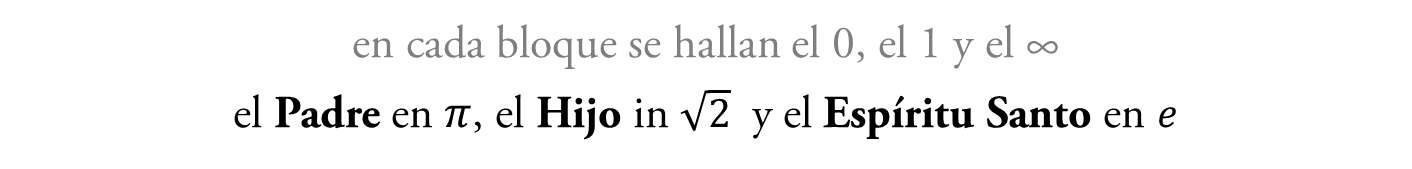 en cada bloque se hallan el 0, el 1 y el ∞
el Padre en π, el Hijo in √2 y el Espíritu Santo en e